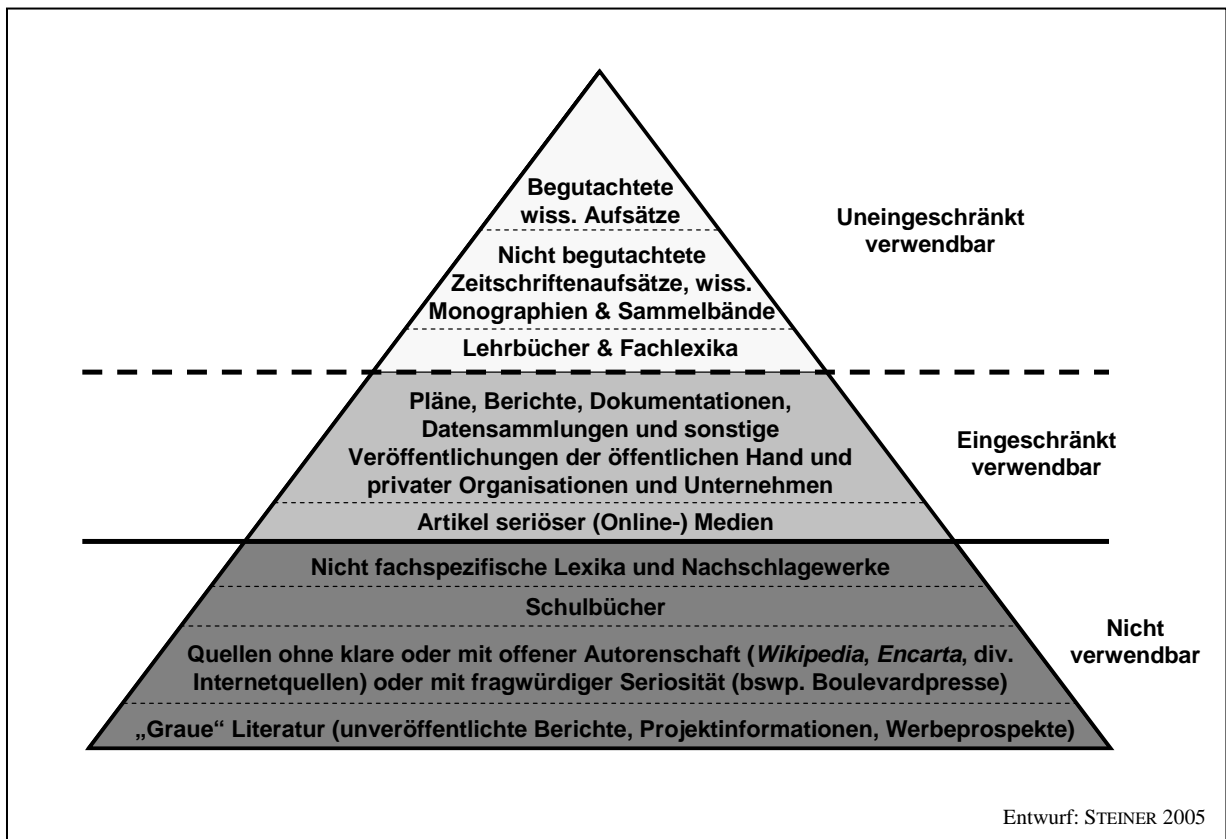 Begutachtete
wiss. Aufsätze
Uneingeschränkt
verwendbar
Nicht begutachtete
Zeitschriftenaufsätze, wiss.
Monographien & Sammelbände
Lehrbücher & Fachlexika
Pläne, Berichte, Dokumentationen,
Datensammlungen und sonstige
Veröffentlichungen der öffentlichen Hand und
privater Organisationen und Unternehmen
Eingeschränkt
verwendbar
Artikel seriöser (Online-) Medien
Nicht fachspezifische Lexika und Nachschlagewerke
Schulbücher
Quellen ohne klare oder mit offener Autorenschaft (Wikipedia, Encarta, div.
Internetquellen) oder mit fragwürdiger Seriosität (bswp. Boulevardpresse)
Nicht
verwendbar
„Graue“ Literatur (unveröffentlichte Berichte, Projektinformationen, Werbeprospekte)
Entwurf: STEINER 2005